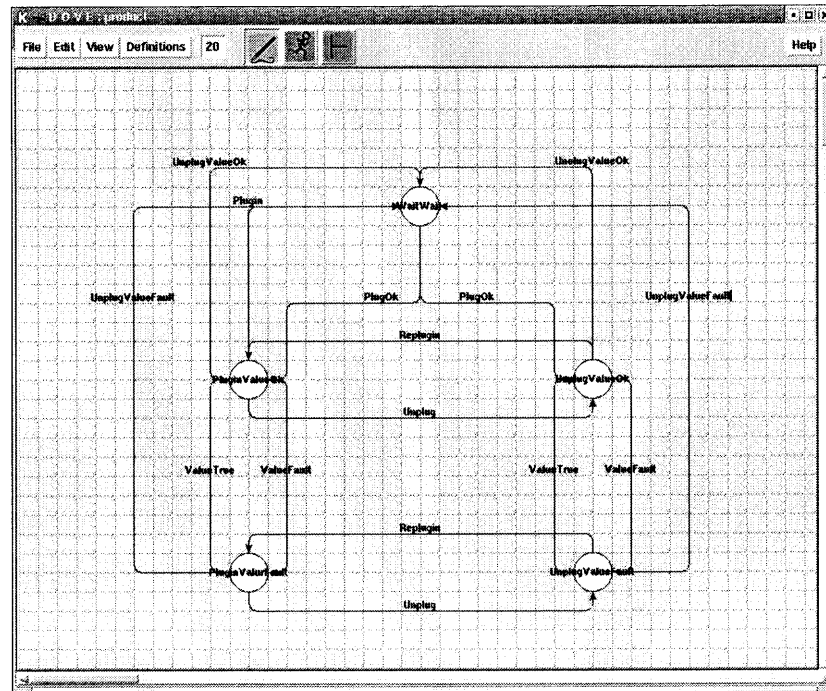 D O V E : product
File Edit View Definitions 20 Help
UnplugValueOk UnplugValueOk
Plugin WaitWait
UnplugValueFault PlugOk PlugOk UnplugValueFault
Replugin
PluginValueOk UnplugValueOk
Unplug
ValueTrue ValueFault ValueTrue ValueFault
Replugin
PluginValueFault UnplugValueFault
Unplug